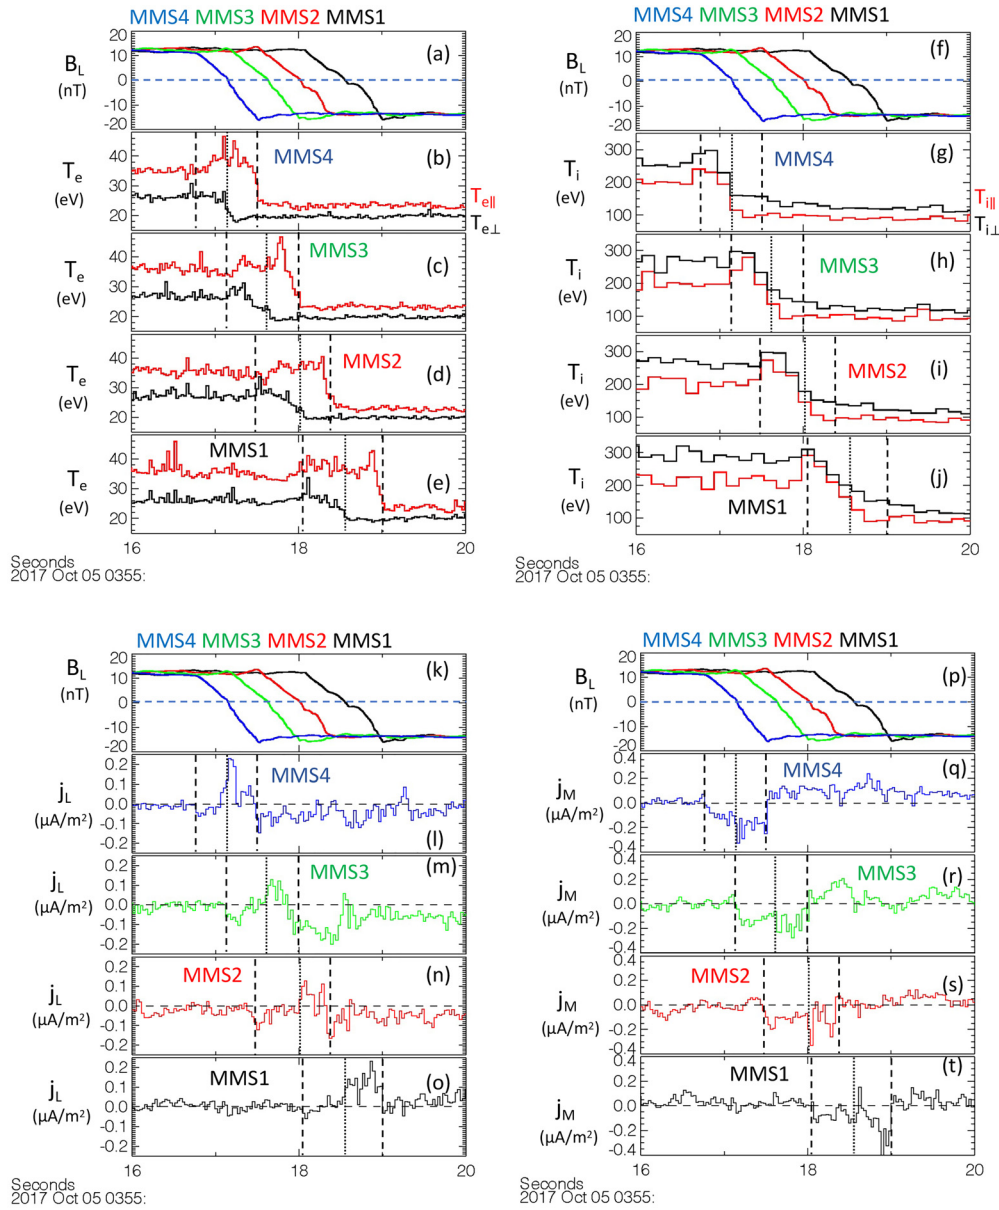 MMS4 MMS3 MMS2 MMS1
20
10
0
-10
-20
B_L
(nT)
(a)
40
30
20
T_e
(eV)
(b)
MMS4
T_e||
T_e⊥
40
30
20
T_e
(eV)
(c)
MMS3
40
30
20
T_e
(eV)
(d)
MMS2
40
30
20
T_e
(eV)
(e)
MMS1
16 17 18 19 20
Seconds
2017 Oct 05 0355:
MMS4 MMS3 MMS2 MMS1
20
10
0
-10
-20
B_L
(nT)
(f)
300
200
100
T_i
(eV)
(g)
MMS4
T_i||
T_i⊥
300
200
100
T_i
(eV)
(h)
MMS3
300
200
100
T_i
(eV)
(i)
MMS2
300
200
100
T_i
(eV)
(j)
MMS1
16 17 18 19 20
Seconds
2017 Oct 05 0355:
MMS4 MMS3 MMS2 MMS1
20
10
0
-10
-20
B_L
(nT)
(k)
0.2
0.1
0.0
-0.1
-0.2
j_L
(μA/m²)
MMS4
(l)
0.2
0.1
0.0
-0.1
-0.2
j_L
(μA/m²)
(m)
MMS3
0.2
0.1
0.0
-0.1
-0.2
j_L
(μA/m²)
(n)
MMS2
0.2
0.1
0.0
-0.1
-0.2
j_L
(μA/m²)
(o)
MMS1
16 17 18 19 20
Seconds
2017 Oct 05 0355:
MMS4 MMS3 MMS2 MMS1
20
10
0
-10
-20
B_L
(nT)
(p)
0.4
0.2
0.0
-0.2
-0.4
j_M
(μA/m²)
(q)
MMS4
0.4
0.2
0.0
-0.2
-0.4
j_M
(μA/m²)
(r)
MMS3
0.4
0.2
0.0
-0.2
-0.4
j_M
(μA/m²)
(s)
MMS2
0.4
0.2
0.0
-0.2
-0.4
j_M
(μA/m²)
(t)
MMS1
16 17 18 19 20
Seconds
2017 Oct 05 0355: